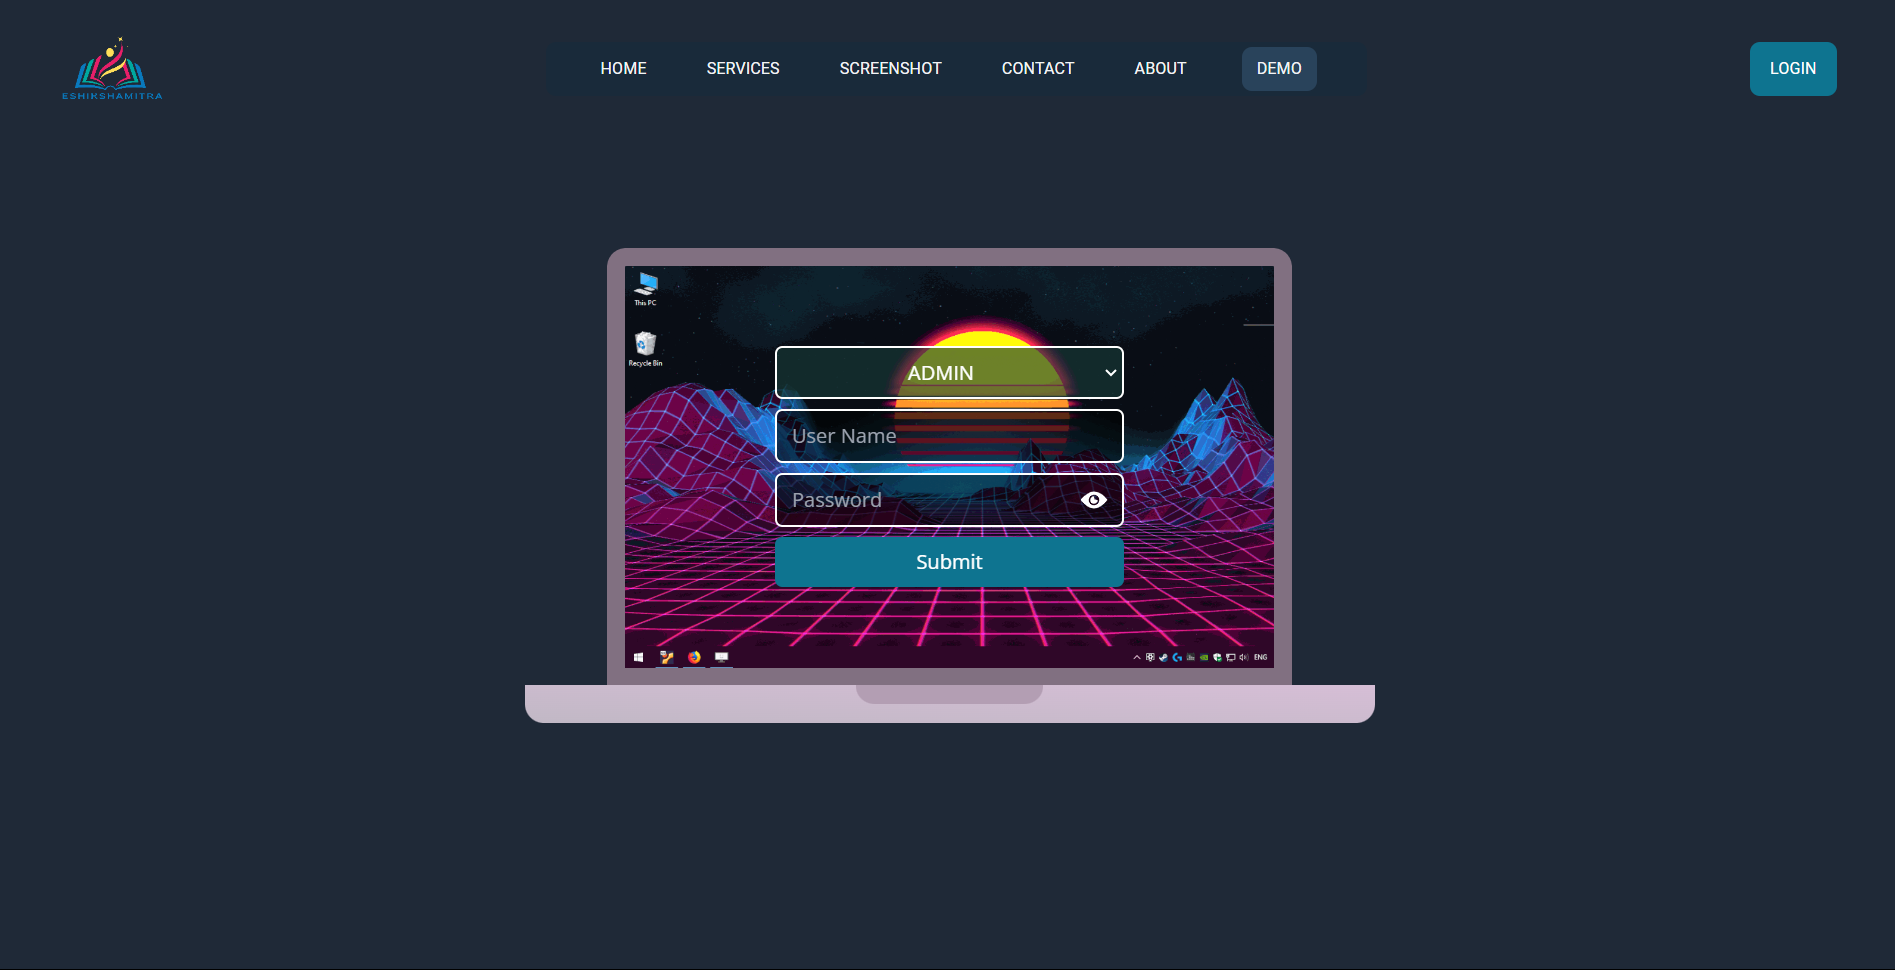 ESHIKSHAMITRA
HOME SERVICES SCREENSHOT CONTACT ABOUT DEMO
LOGIN
This PC
Recycle Bin
ADMIN
User Name
Password
Submit
ENG